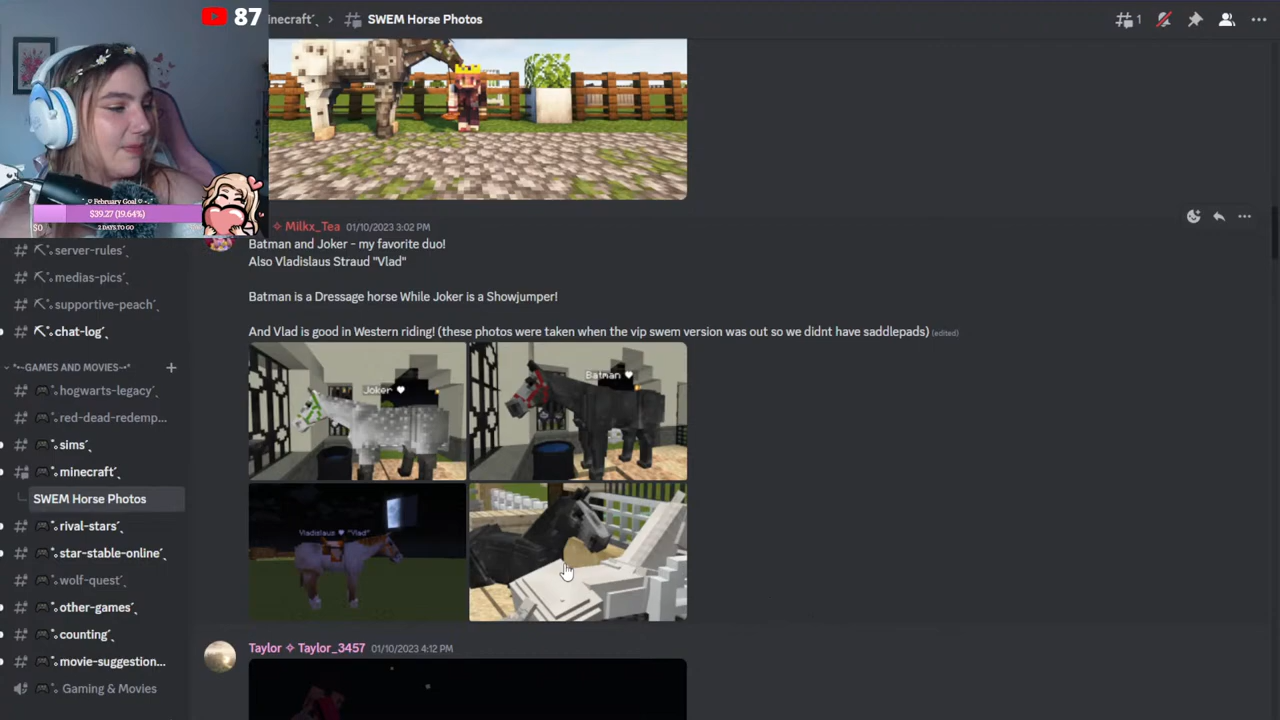 87
inecraft´ˎ › SWEM Horse Photos
1
˚♡ February Goal ♡˚
$39.27 (19.64%)
$0
2 DAYS TO GO
✧ Milkx_Tea 01/10/2023 3:02 PM
Batman and Joker - my favorite duo!
Also Vladislaus Straud "Vlad"
Batman is a Dressage horse While Joker is a Showjumper!
And Vlad is good in Western riding! (these photos were taken when the vip swem version was out so we didnt have saddlepads) (edited)
Joker ♥
Batman ♥
Vladislaus ♥ "Vlad"
Taylor ✧ Taylor_3457 01/10/2023 4:12 PM
server-rules´ˎ
medias-pics´ˎ
supportive-peach´ˎ
chat-log´ˎ
GAMES AND MOVIES
hogwarts-legacy´ˎ
red-dead-redemp...
sims´ˎ
minecraft´ˎ
SWEM Horse Photos
rival-stars´ˎ
star-stable-online´ˎ
wolf-quest´ˎ
other-games´ˎ
counting´ˎ
movie-suggestion...
Gaming & Movies